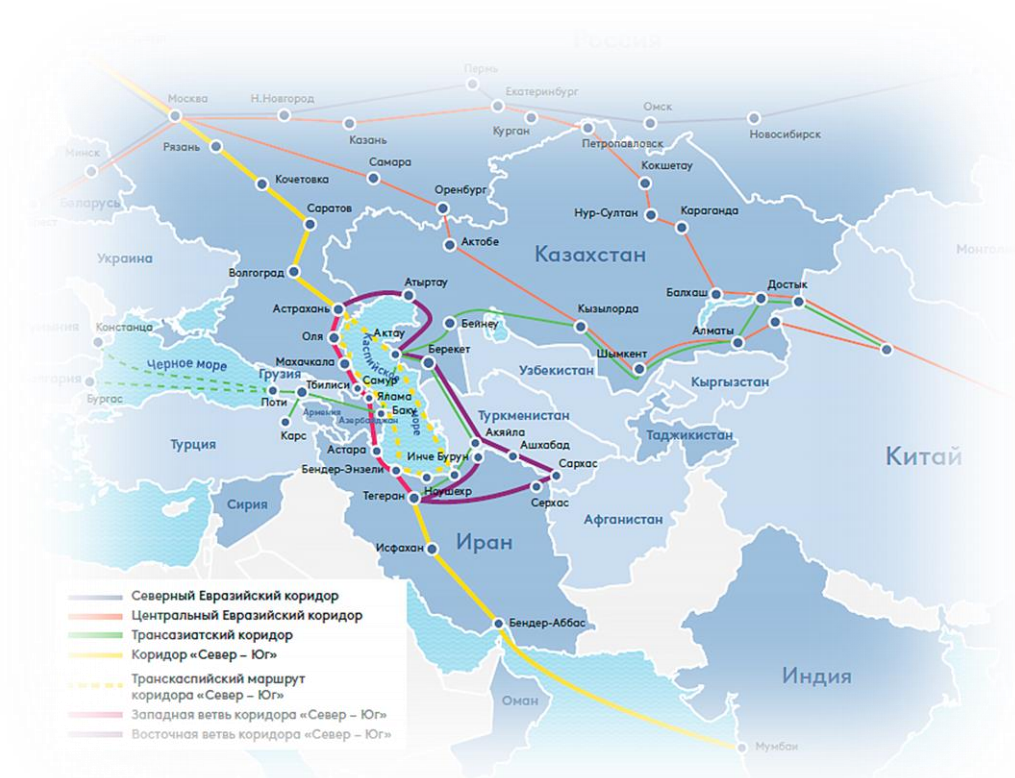 Россия
Пермь
Москва
Н.Новгород
Екатеринбург
Омск
Казань
Курган
Новосибирск
Рязань
Петропавловск
Минск
Самара
Кокшетау
Кочетовка
Оренбург
Беларусь
Саратов
Нур-Султан
Караганда
Актобе
Казахстан
Украина
Волгоград
Атыртау
Балхаш
Достык
Астрахань
Кызылорда
Констанца
Оля
Актау
Бейнеу
Алматы
Каспийское
море
Берекет
Шымкент
Черное море
Махачкала
Грузия
Узбекистан
Кыргызстан
Тбилиси
Самур
Бургас
Поти
Ялама
Армения
Азербайджан
Баку
Туркменистан
Карс
Акяйла
Таджикистан
Турция
Ашхабад
Астара
Инче Бурун
Китай
Бендер-Энзели
Сархас
Тегеран
Ноушехр
Серхас
Сирия
Афганистан
Исфахан
Иран
Северный Евразийский коридор
Центральный Евразийский коридор
Трансазиатский коридор
Коридор «Север – Юг»
Транскаспийский маршрут
коридора «Север – Юг»
Западная ветвь коридора «Север – Юг»
Восточная ветвь коридора «Север – Юг»
Бендер-Аббас
Индия
Оман
Мумбаи